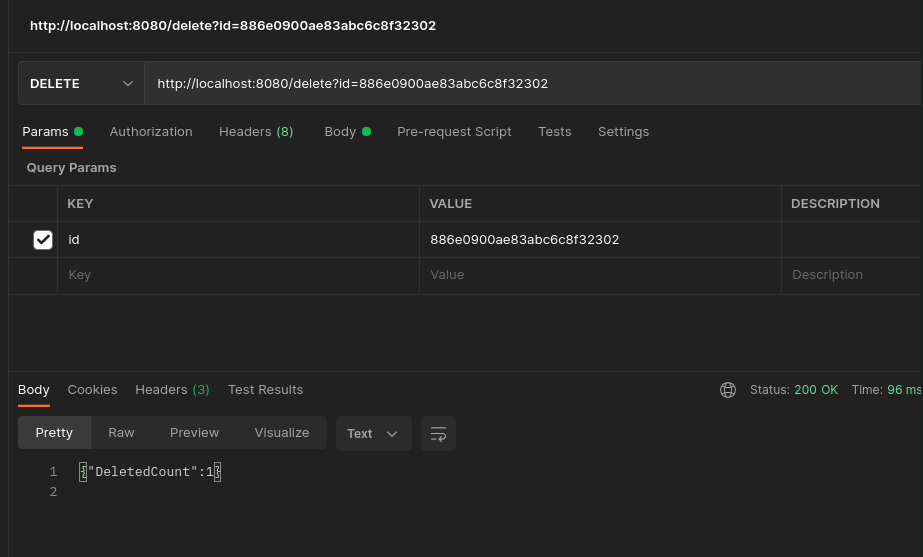 http://localhost:8080/delete?id=886e0900ae83abc6c8f32302
DELETE http://localhost:8080/delete?id=886e0900ae83abc6c8f32302
Params Authorization Headers (8) Body Pre-request Script Tests Settings
Query Params
KEY VALUE DESCRIPTION
id 886e0900ae83abc6c8f32302
Key Value Description
Body Cookies Headers (3) Test Results Status: 200 OK Time: 96 ms
Pretty Raw Preview Visualize Text
1 {"DeletedCount":1}
2